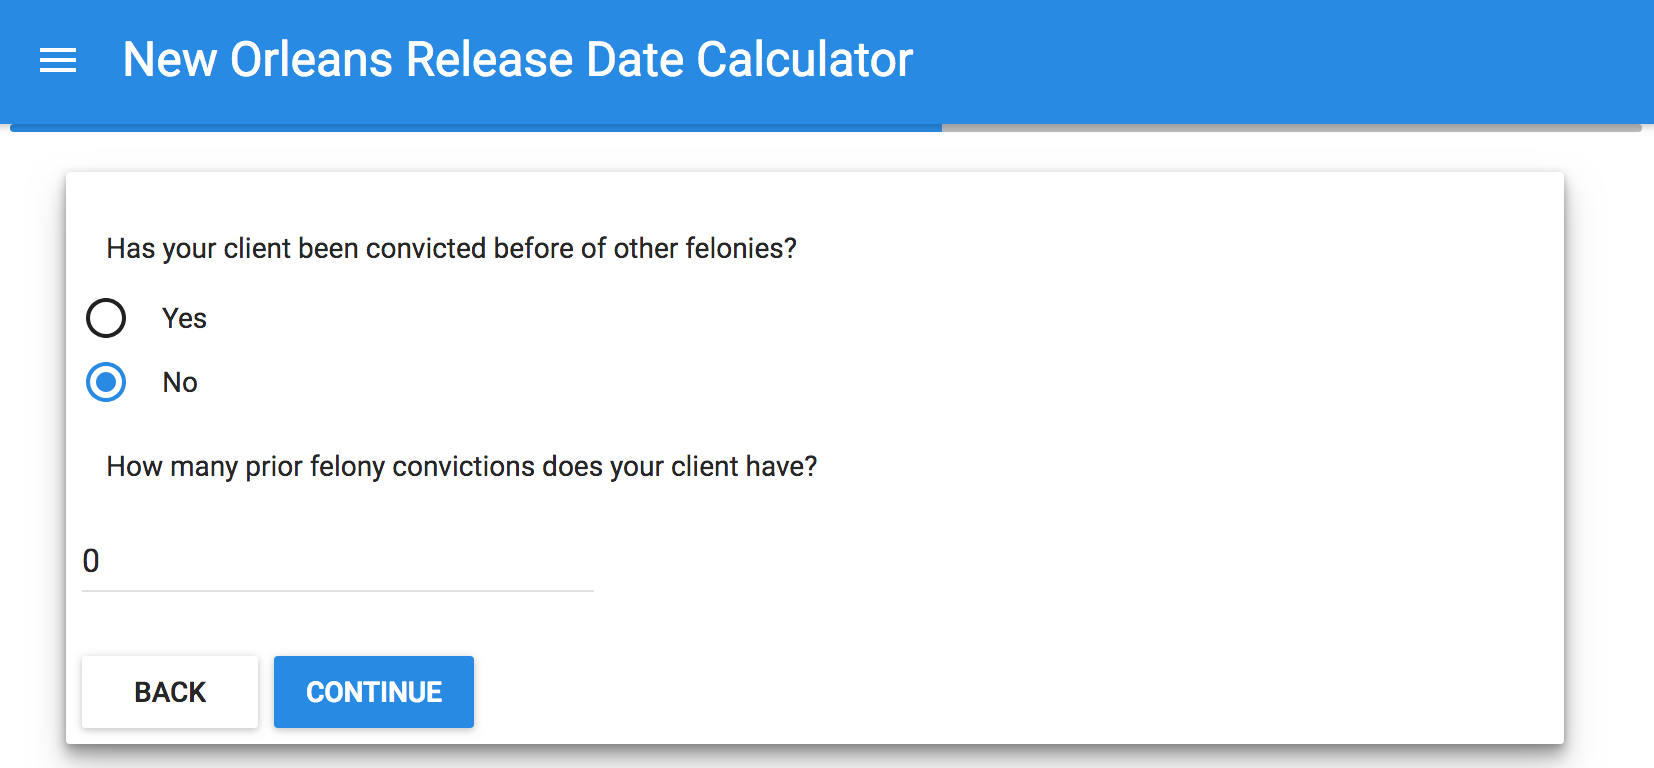 New Orleans Release Date Calculator
Has your client been convicted before of other felonies?
Yes
No
How many prior felony convictions does your client have?
0
BACK CONTINUE